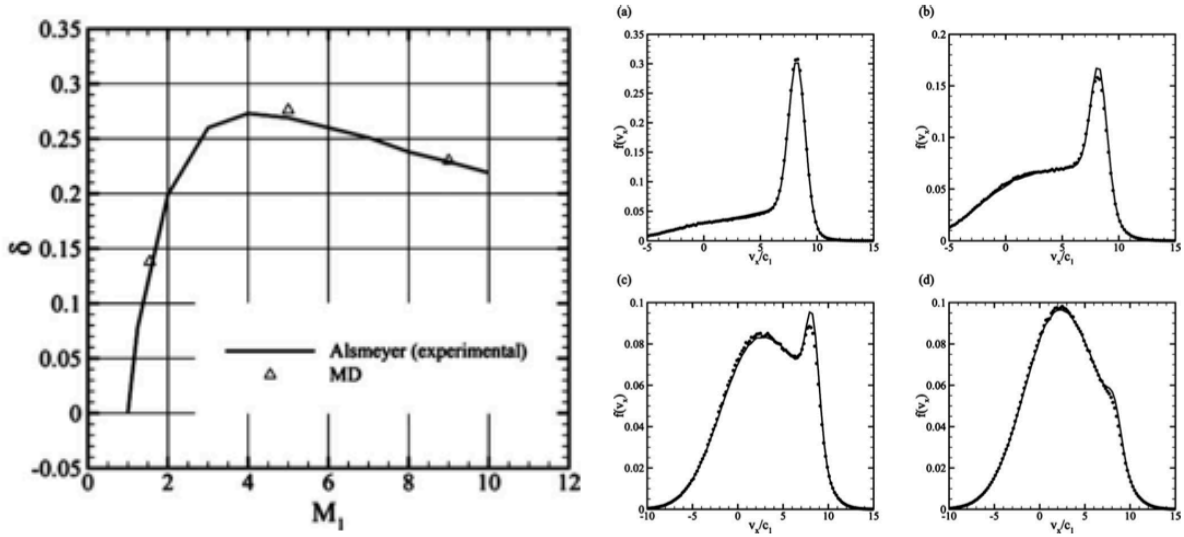 0.35
0.3
0.25
0.2
0.15
0.1
0.05
0
-0.05
δ
0 2 4 6 8 10 12
M1
Alsmeyer (experimental)
MD
(a)
0.35
0.3
0.25
0.2
0.15
0.1
0.05
0
f(vx)
-5 0 5 10 15
vx/c1
(b)
0.2
0.15
0.1
0.05
0
f(vx)
-5 0 5 10 15
vx/c1
(c)
0.1
0.08
0.06
0.04
0.02
0
f(vx)
-10 -5 0 5 10 15
vx/c1
(d)
0.1
0.08
0.06
0.04
0.02
0
f(vx)
-10 -5 0 5 10 15
vx/c1